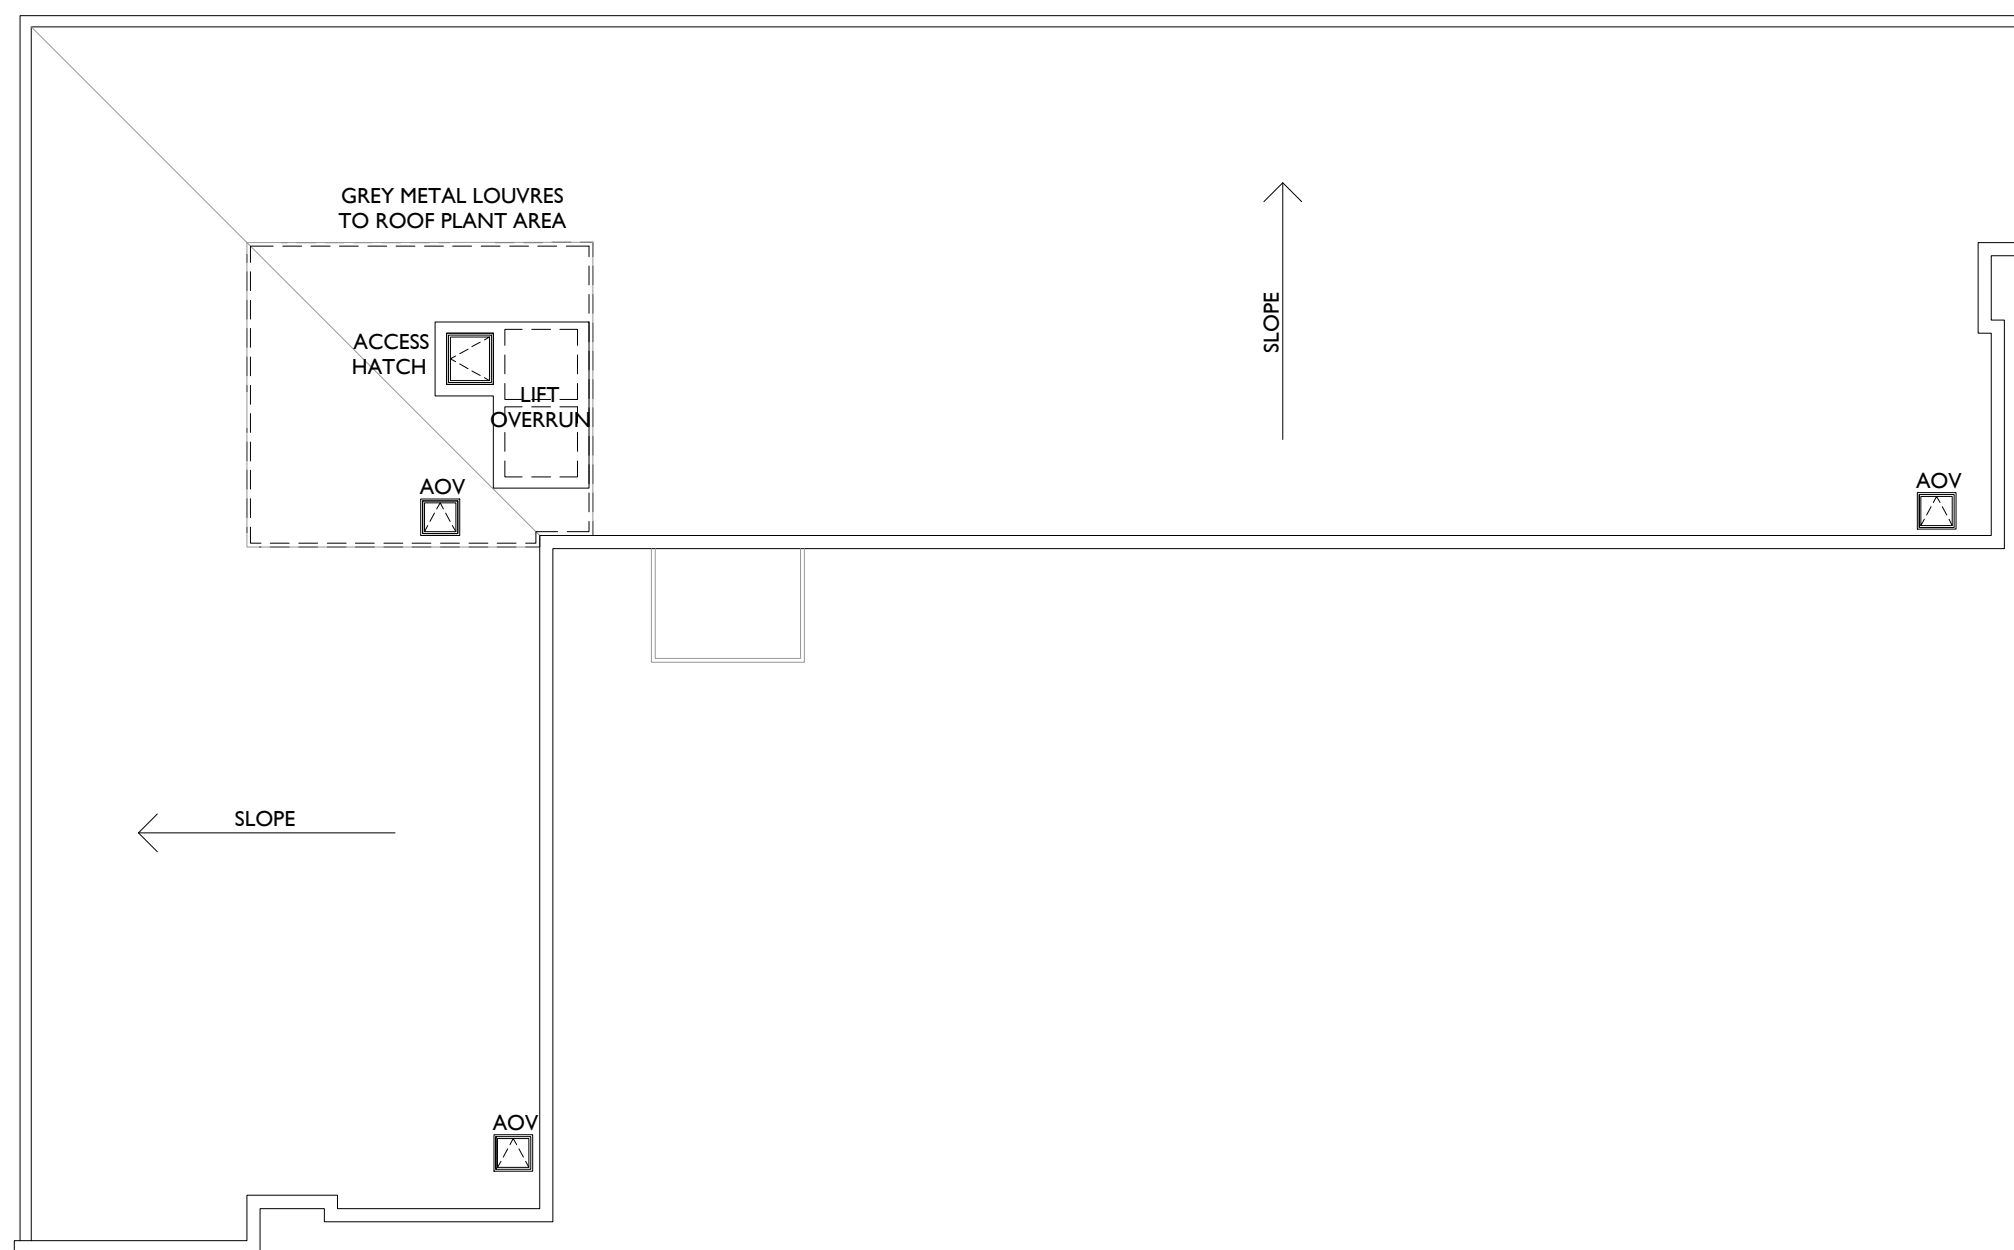 GREY METAL LOUVRES
TO ROOF PLANT AREA
SLOPE
ACCESS
HATCH
LIFT
OVERRUN
AOV
AOV
SLOPE
AOV